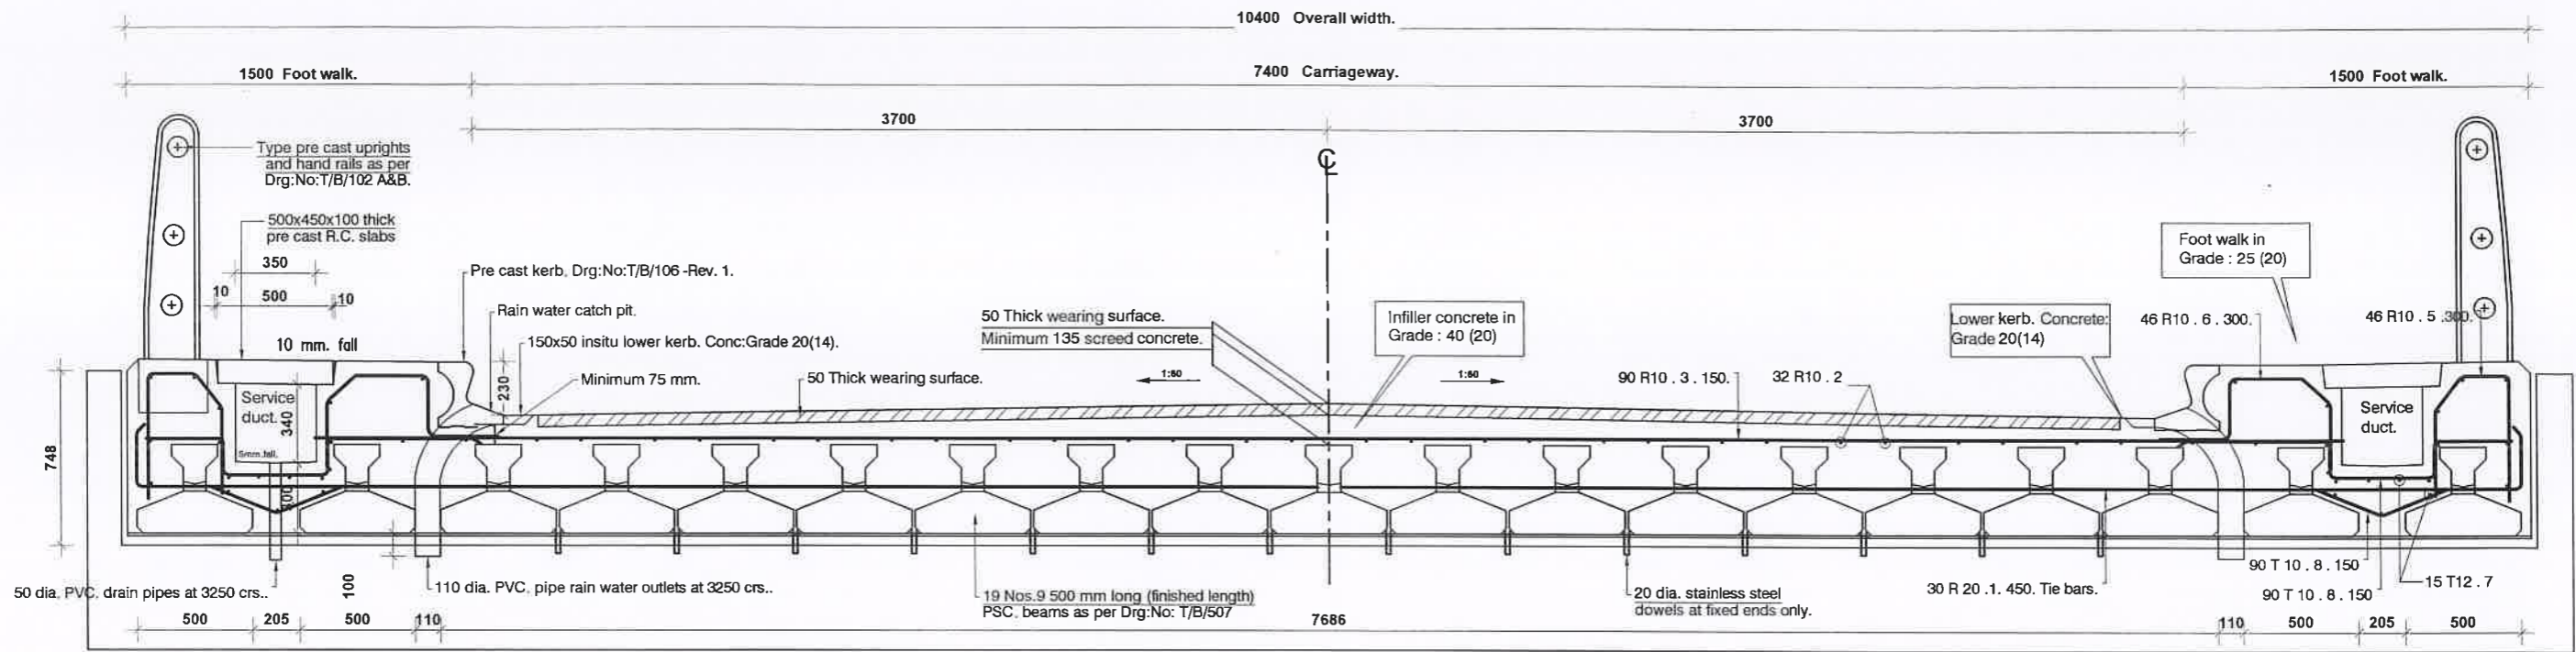 10400 Overall width.
1500 Foot walk.
7400 Carriageway.
1500 Foot walk.
3700
3700
Type pre cast uprights
and hand rails as per
Drg:No:T/B/102 A&B.
℄
500x450x100 thick
pre cast R.C. slabs
350
10
500
10
Pre cast kerb. Drg:No:T/B/106 -Rev. 1.
Rain water catch pit.
150x50 insitu lower kerb. Conc:Grade 20(14).
10 mm. fall
230
Minimum 75 mm.
50 Thick wearing surface.
50 Thick wearing surface.
Minimum 135 screed concrete.
Infiller concrete in
Grade : 40 (20)
1:60
1:60
90 R10 . 3 . 150.
32 R10 . 2
Lower kerb. Concrete:
Grade 20(14)
Foot walk in
Grade : 25 (20)
46 R10 . 6 . 300.
46 R10 . 5 .300.
Service
duct.
340
5mm.fall.
300
Service
duct.
748
100
50 dia. PVC. drain pipes at 3250 crs..
110 dia. PVC. pipe rain water outlets at 3250 crs..
19 Nos.9 500 mm long (finished length)
PSC. beams as per Drg:No: T/B/507
20 dia. stainless steel
dowels at fixed ends only.
30 R 20 .1. 450. Tie bars.
90 T 10 . 8 . 150
90 T 10 . 8 . 150
15 T12 . 7
500
205
500
110
7686
110
500
205
500